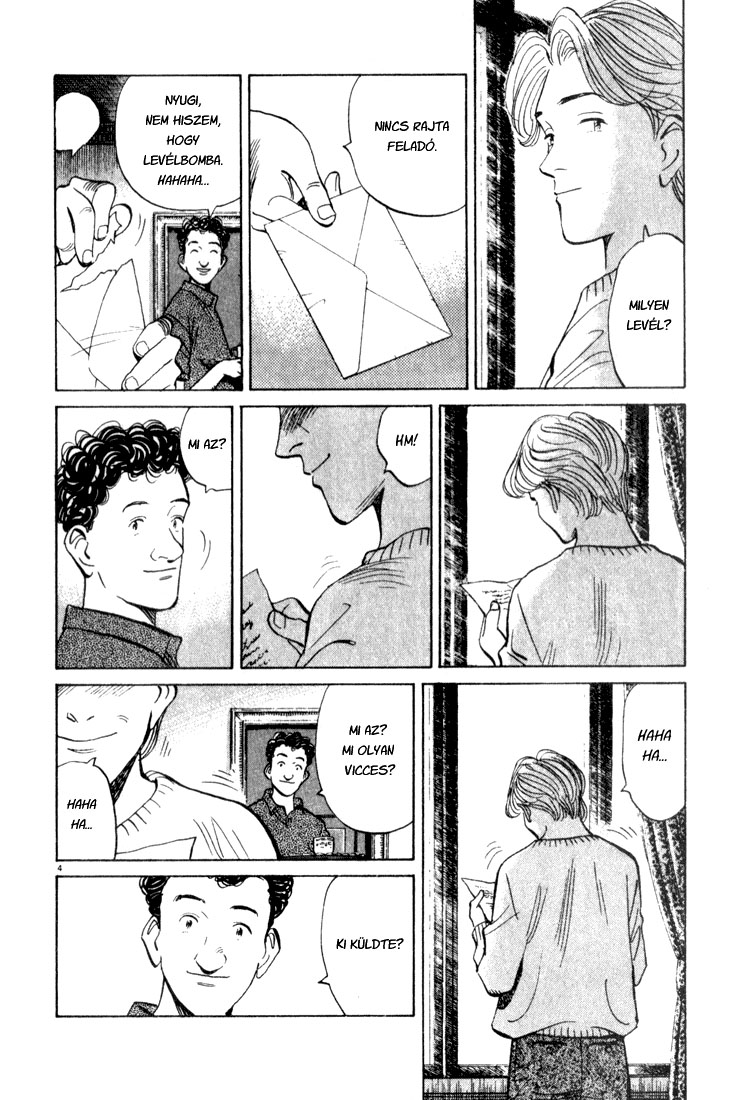 MILYEN
LEVÉL?
NINCS RAJTA
FELADÓ.
NYUGI,
NEM HISZEM,
HOGY
LEVÉLBOMBA.
HAHAHA...
HM!
MI AZ?
HAHA
HA...
MI AZ?
MI OLYAN
VICCES?
HAHA
HA...
4
KI KÜLDTE?